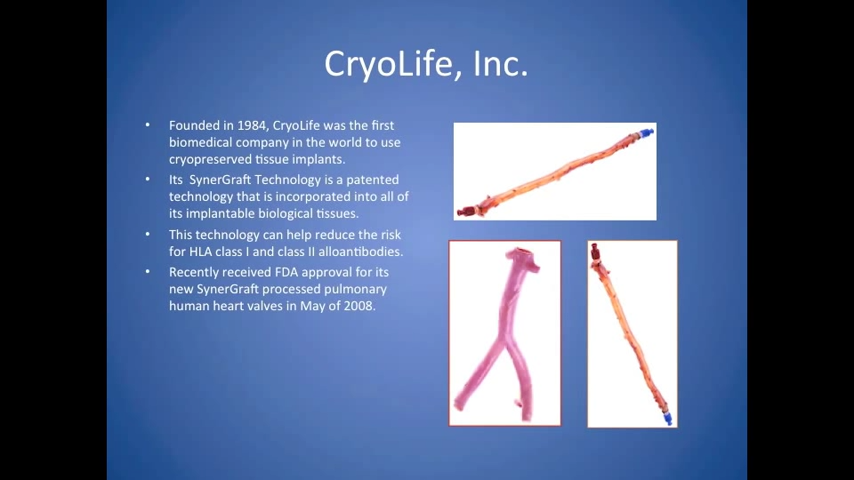 CryoLife, Inc.
• Founded in 1984, CryoLife was the first
biomedical company in the world to use
cryopreserved tissue implants.
• Its SynerGraft Technology is a patented
technology that is incorporated into all of
its implantable biological tissues.
• This technology can help reduce the risk
for HLA class I and class II alloantibodies.
• Recently received FDA approval for its
new SynerGraft processed pulmonary
human heart valves in May of 2008.